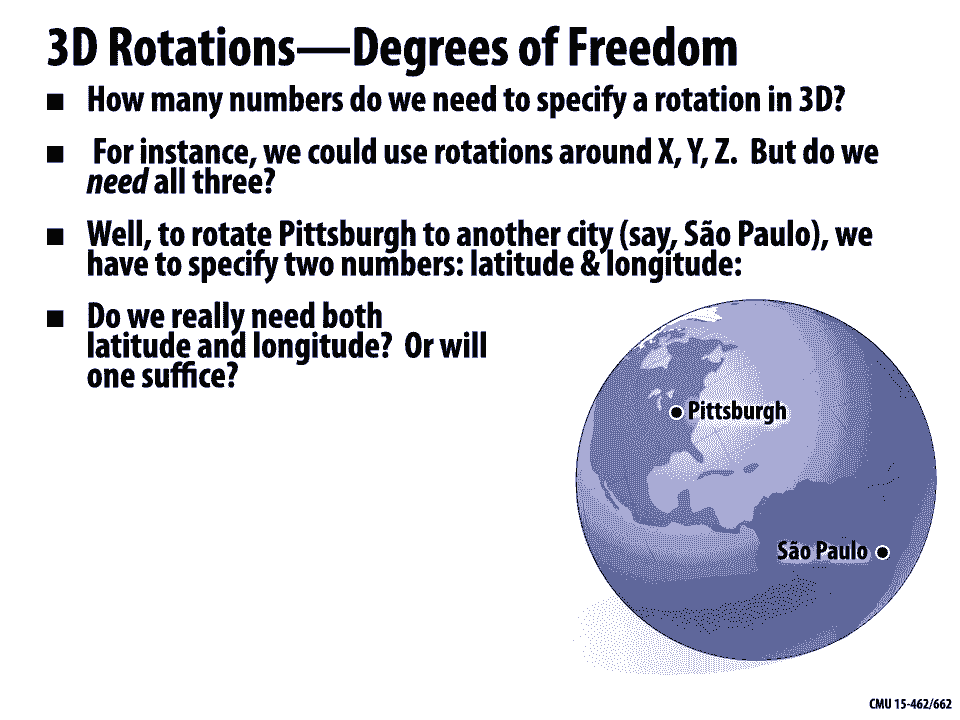 3D Rotations—Degrees of Freedom
■ How many numbers do we need to specify a rotation in 3D?
■ For instance, we could use rotations around X, Y, Z. But do we
need all three?
■ Well, to rotate Pittsburgh to another city (say, São Paulo), we
have to specify two numbers: latitude & longitude:
■ Do we really need both
latitude and longitude? Or will
one suffice?
Pittsburgh
São Paulo
CMU 15-462/662